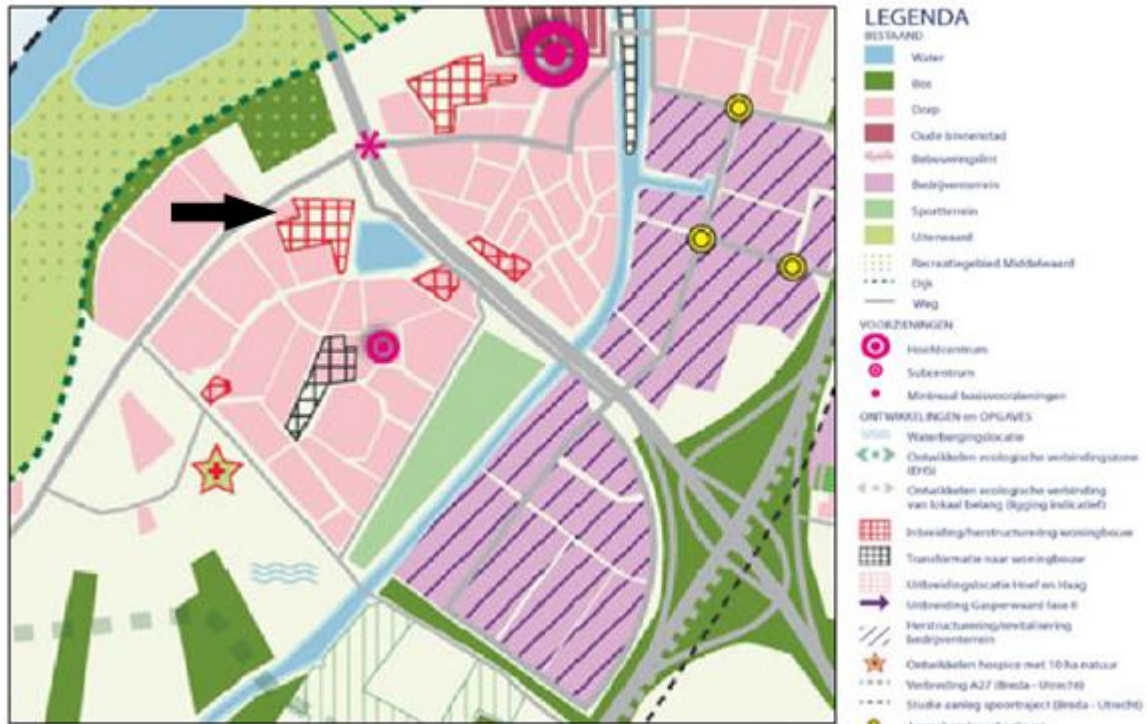 LEGENDA
BESTAAND
Water
Bos
Dorp
Oude binnenstad
Bebouwingslint
Bedrijventerrein
Sportterrein
Uiterwaard
Recreatiegebied Middelwaard
Dijk
Weg
VOORZIENINGEN
Hoofdcentrum
Subcentrum
Minimaal basisvoorzieningen
ONTWIKKELINGEN en OPGAVES
Waterbergingslocatie
Ontwikkelen ecologische verbindingszone
(EHS)
Ontwikkelen ecologische verbinding
van lokaal belang (ligging indicatief)
Inbreiding/herstructurering woningbouw
Transformatie naar woningbouw
Uitbreidingslocatie Hoef en Haag
Uitbreiding Gasperwaard fase II
Herstructurering/revitalisering
bedrijventerrein
Ontwikkelen hospice met 10 ha natuur
Verbreding A27 (Breda - Utrecht)
Studie aanleg spoortraject (Breda - Utrecht)